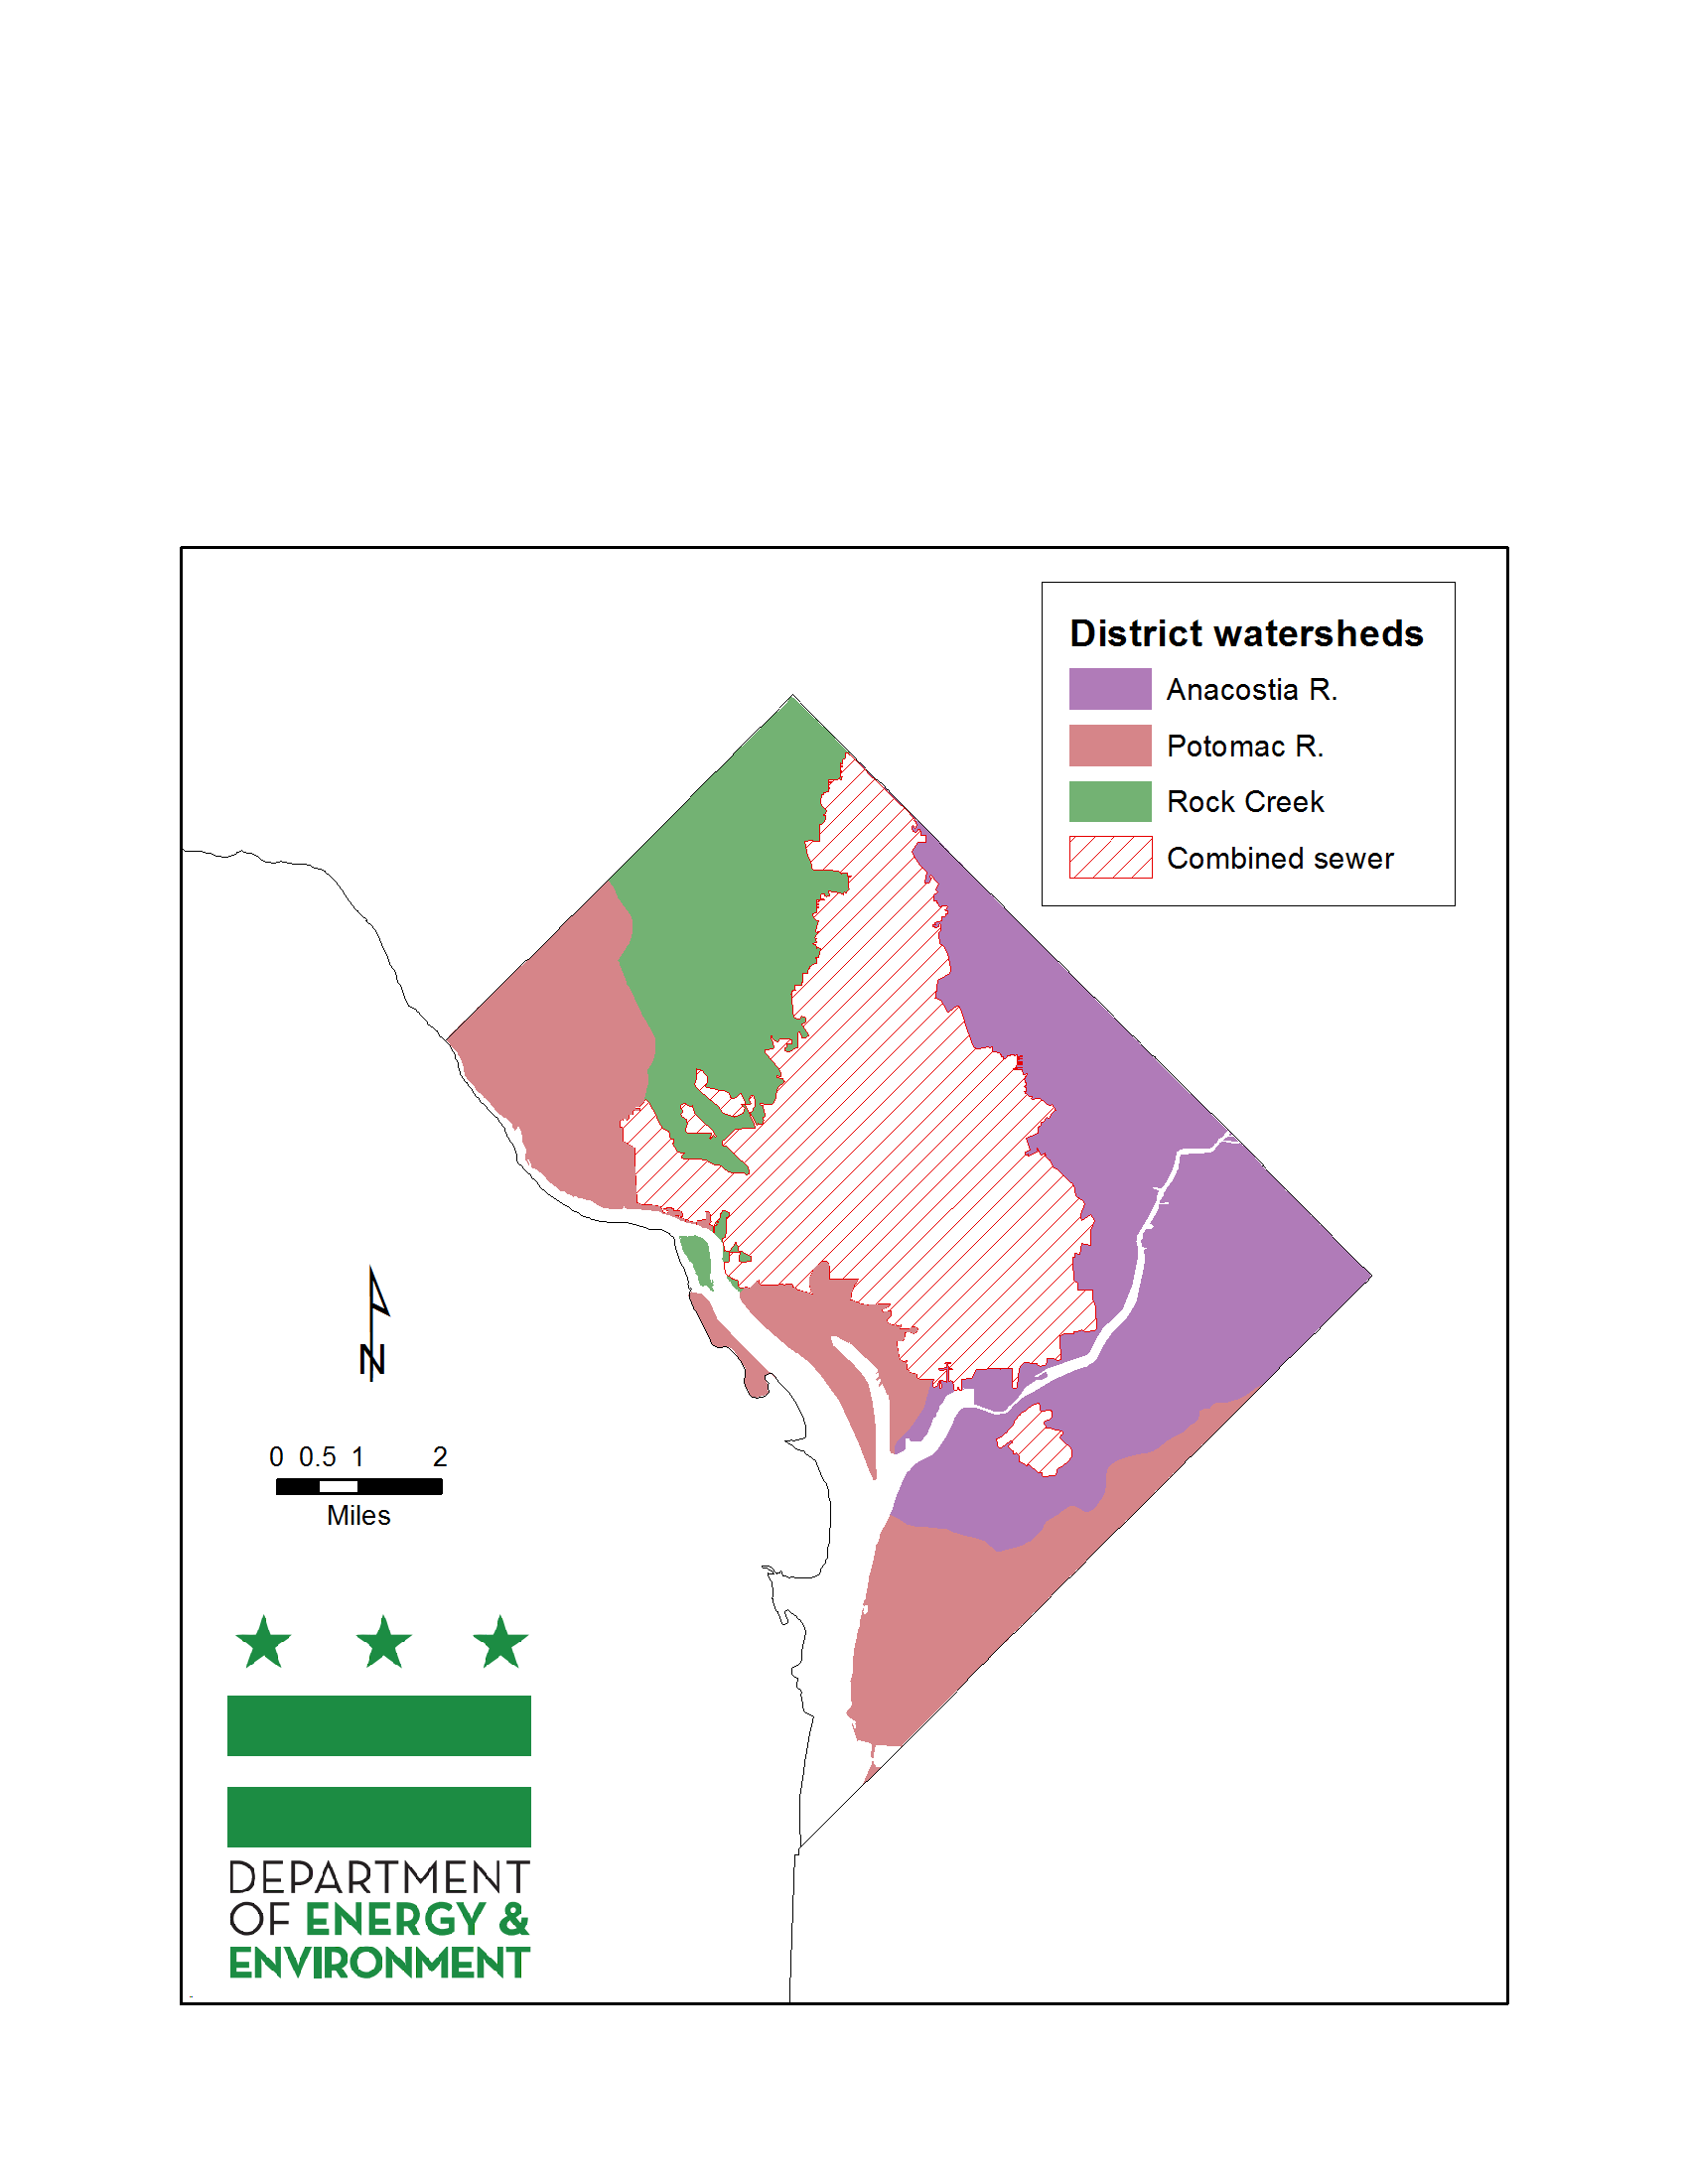 District watersheds
Anacostia R.
Potomac R.
Rock Creek
Combined sewer
N
0 0.5 1 2
Miles
DEPARTMENT
OF ENERGY &
ENVIRONMENT